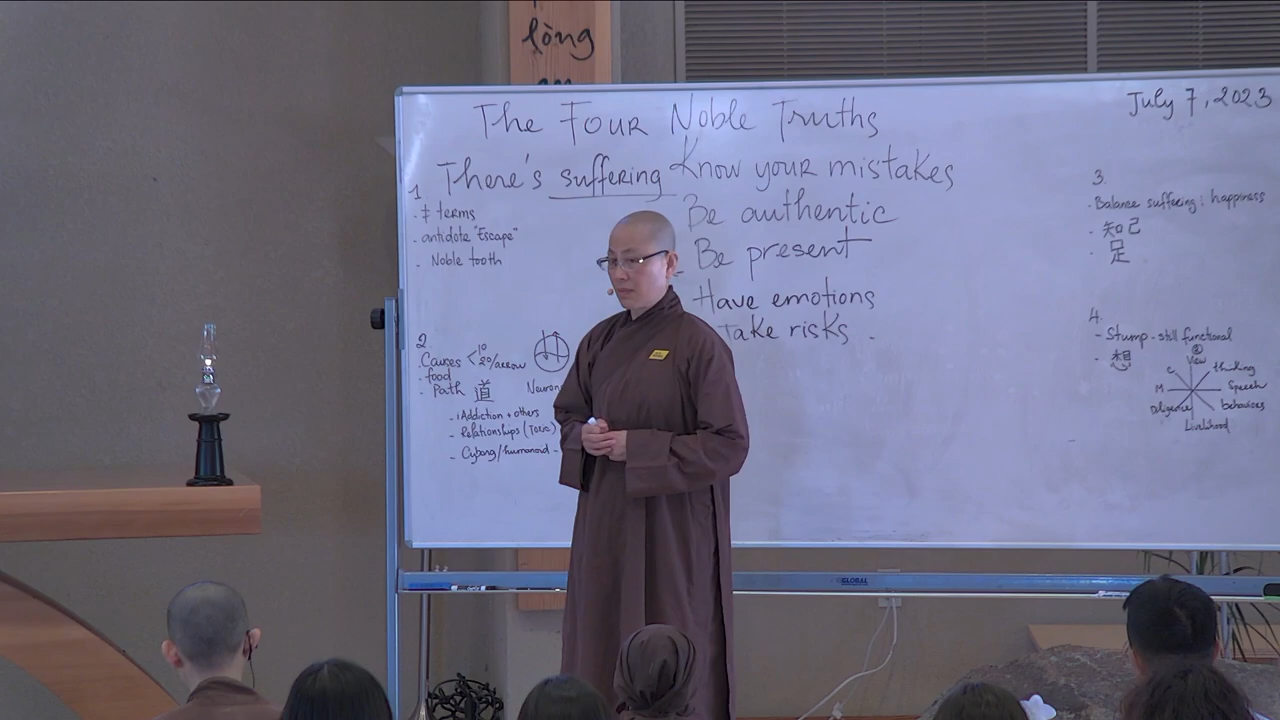 lòng
The Four Noble Truths
July 7, 2023
There's suffering
Know your mistakes
Be authentic
Be present
Have emotions
Take risks .
1
. ‡ terms
. antidote "Escape"
. Noble tooth
2.
. Causes < 10 20%/arrow
. food
. Path 道
- Addiction + others
- Relationships (Toxic)
- Cyborg/humanoid -
3.
. Balance suffering : happiness
. 知己
. 足
4.
- Stump - still functional
. 想
View
thinking
Speech
behaviors
Livelihood
Diligence
M
C
GLOBAL